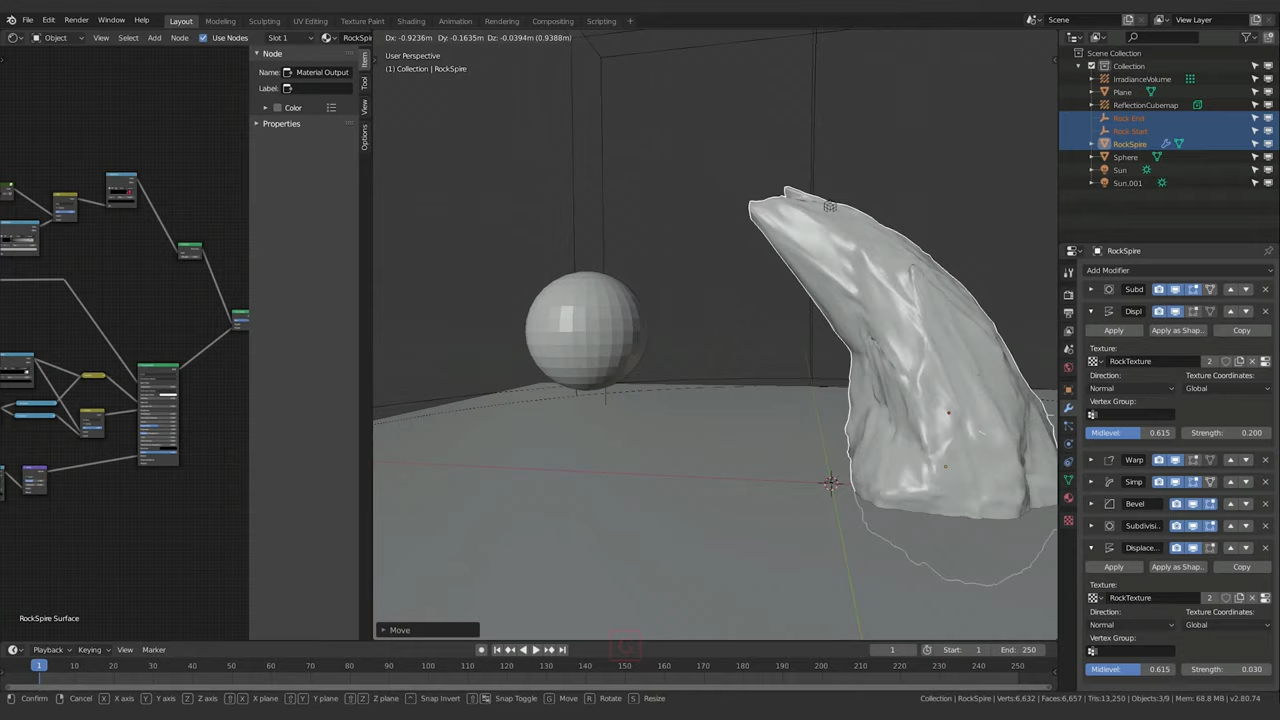 File Edit Render Window Help Layout Modeling Sculpting UV Editing Texture Paint Shading Animation Rendering Compositing Scripting + Scene View Layer
Object View Select Add Node Use Nodes Slot 1 RockSpi Dx: -0.9236m Dy: -0.1635m Dz: -0.0394m (0.9388m)
Node
Name: Material Output
Label:
Color
Properties
Item
Tool
View
Options
User Perspective
(1) Collection | RockSpire
Scene Collection
Collection
IrradianceVolume
Plane
ReflectionCubemap
Rock End
Rock Start
RockSpire
Sphere
Sun
Sun.001
RockSpire
Add Modifier
Subd
Displ
Apply Apply as Shap.. Copy
Texture:
RockTexture 2
Direction: Texture Coordinates:
Normal Global
Vertex Group:
Midlevel: 0.615 Strength: 0.200
Warp
Simp
Bevel
Subdivisi..
Displace...
Apply Apply as Shap.. Copy
Texture:
RockTexture 2
Direction: Texture Coordinates:
Normal Global
Vertex Group:
Midlevel: 0.615 Strength: 0.030
RockSpire Surface
Move
G
Playback Keying View Marker 1 Start: 1 End: 250
1 10 20 30 40 50 60 70 80 90 100 110 120 130 140 150 160 170 180 190 200 210 220 230 240 250
Confirm Cancel X X axis Y Y axis Z Z axis X X plane Y Y plane Z Z plane Snap Invert Snap Toggle G Move R Rotate S Resize Collection | RockSpire | Verts:6,632 | Faces:6,657 | Tris:13,250 | Objects:3/9 | Mem: 68.8 MB | v2.80.74